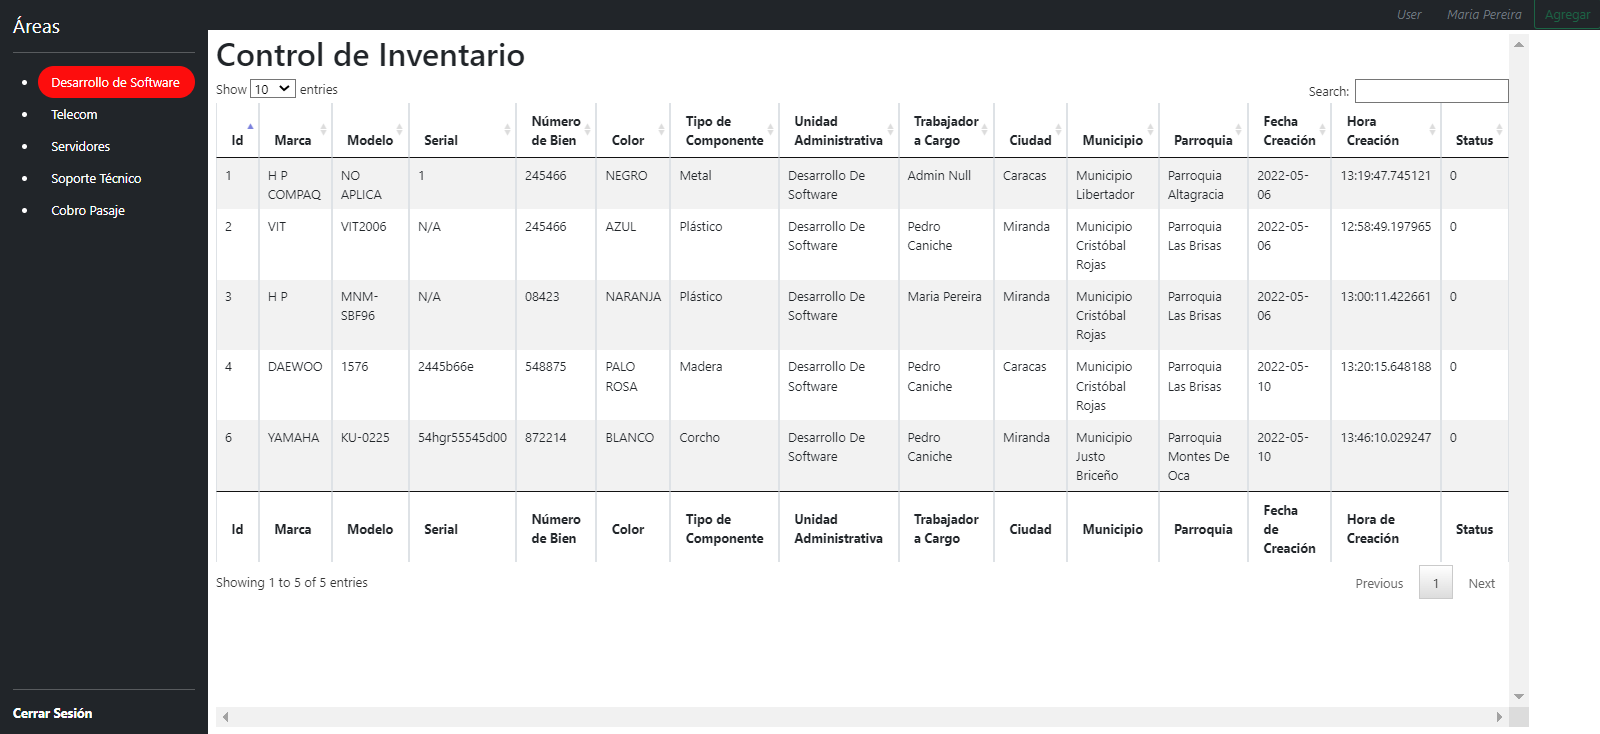 User Maria Pereira Agregar
Áreas
Desarrollo de Software
Telecom
Servidores
Soporte Técnico
Cobro Pasaje
Cerrar Sesión
Control de Inventario
Show 10 entries
Search:
Id Marca Modelo Serial Número de Bien Color Tipo de Componente Unidad Administrativa Trabajador a Cargo Ciudad Municipio Parroquia Fecha Creación Hora Creación Status
1 H P COMPAQ NO APLICA 1 245466 NEGRO Metal Desarrollo De Software Admin Null Caracas Municipio Libertador Parroquia Altagracia 2022-05-06 13:19:47.745121 0
2 VIT VIT2006 N/A 245466 AZUL Plástico Desarrollo De Software Pedro Caniche Miranda Municipio Cristóbal Rojas Parroquia Las Brisas 2022-05-06 12:58:49.197965 0
3 H P MNM-SBF96 N/A 08423 NARANJA Plástico Desarrollo De Software Maria Pereira Miranda Municipio Cristóbal Rojas Parroquia Las Brisas 2022-05-06 13:00:11.422661 0
4 DAEWOO 1576 2445b66e 548875 PALO ROSA Madera Desarrollo De Software Pedro Caniche Caracas Municipio Cristóbal Rojas Parroquia Las Brisas 2022-05-10 13:20:15.648188 0
6 YAMAHA KU-0225 54hgr55545d00 872214 BLANCO Corcho Desarrollo De Software Pedro Caniche Miranda Municipio Justo Briceño Parroquia Montes De Oca 2022-05-10 13:46:10.029247 0
Id Marca Modelo Serial Número de Bien Color Tipo de Componente Unidad Administrativa Trabajador a Cargo Ciudad Municipio Parroquia Fecha de Creación Hora de Creación Status
Showing 1 to 5 of 5 entries
Previous 1 Next